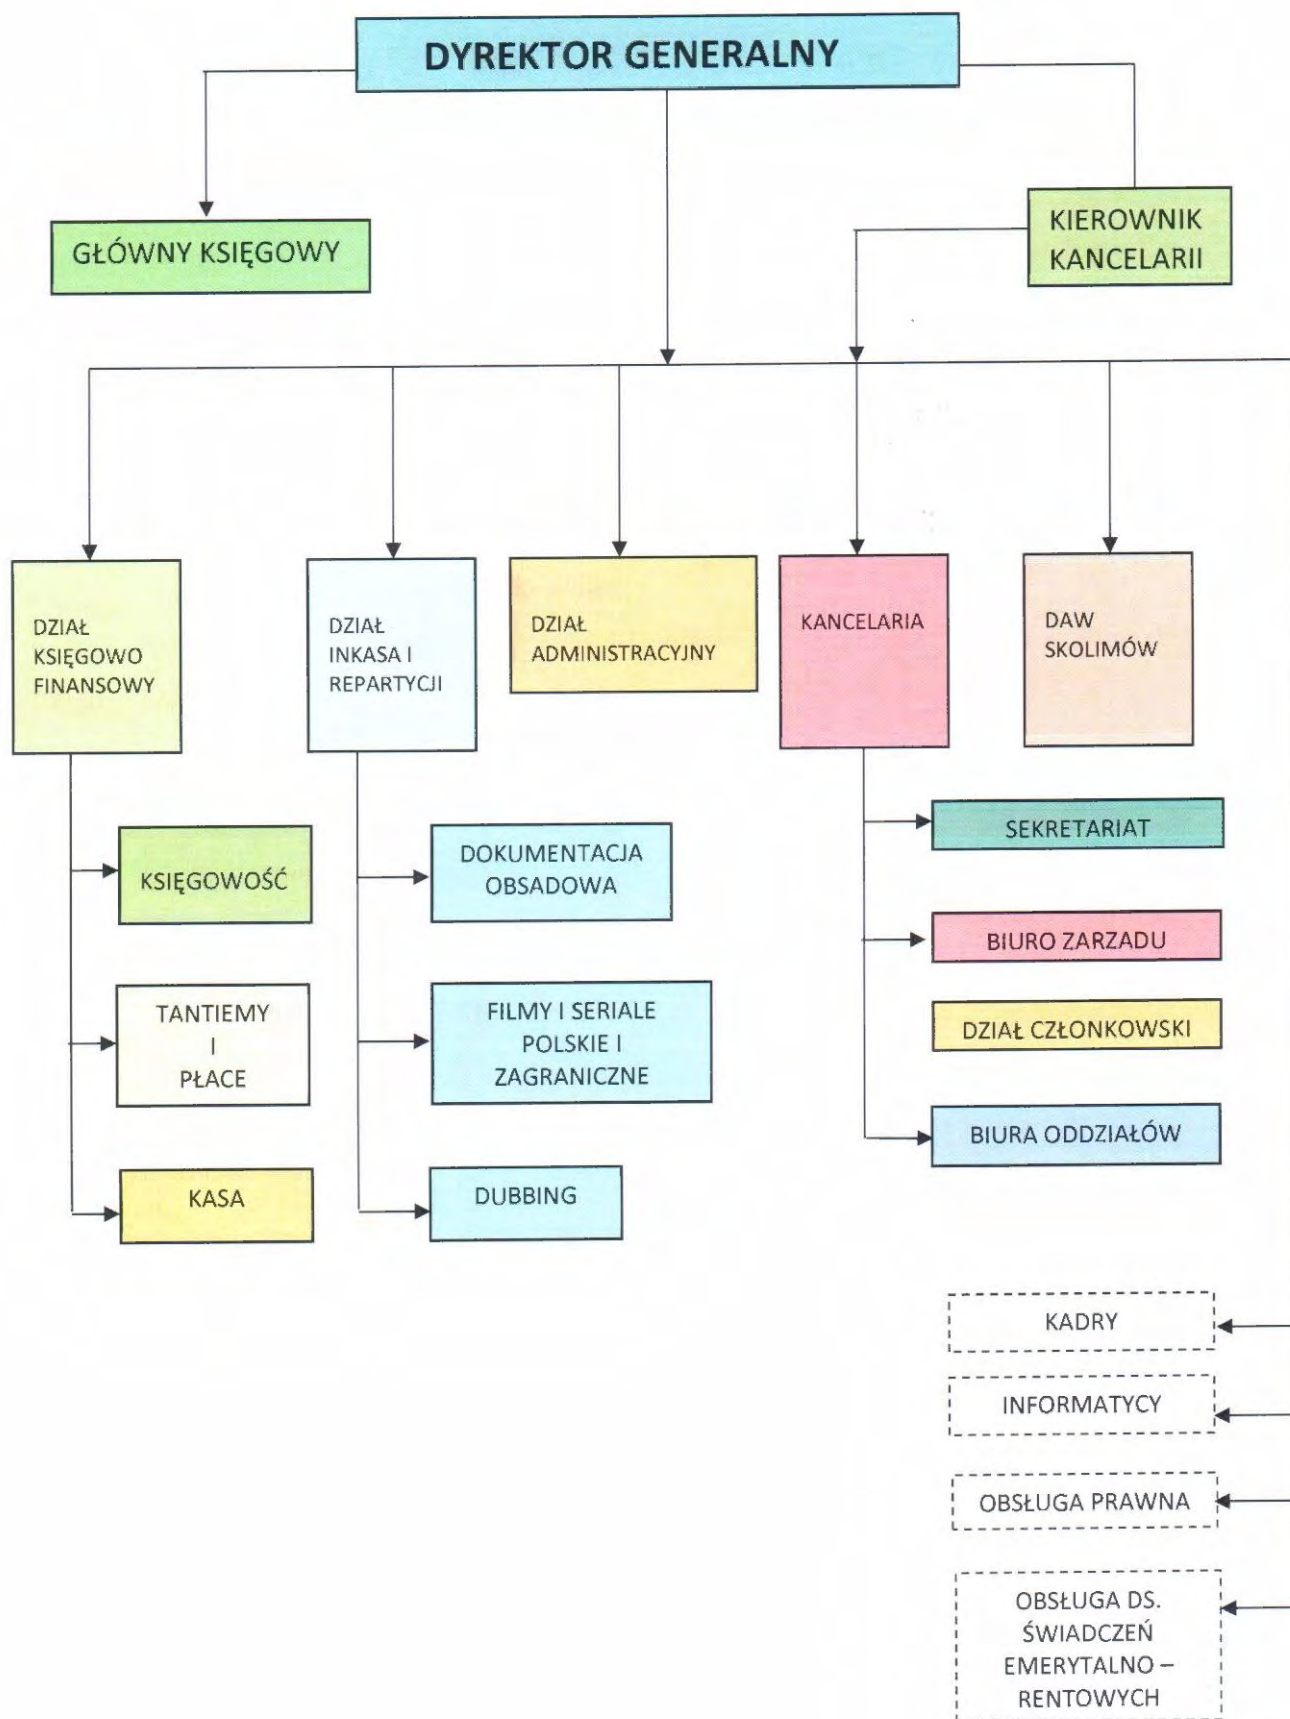 DYREKTOR GENERALNY
GŁÓWNY KSIĘGOWY
KIEROWNIK
KANCELARII
DZIAŁ
KSIĘGOWO
FINANSOWY
DZIAŁ
INKASA I
REPARTYCJI
DZIAŁ
ADMINISTRACYJNY
KANCELARIA
DAW
SKOLIMÓW
KSIĘGOWOŚĆ
TANTIEMY
I
PŁACE
KASA
DOKUMENTACJA
OBSADOWA
FILMY I SERIALE
POLSKIE I
ZAGRANICZNE
DUBBING
SEKRETARIAT
BIURO ZARZADU
DZIAŁ CZŁONKOWSKI
BIURA ODDZIAŁÓW
KADRY
INFORMATYCY
OBSŁUGA PRAWNA
OBSŁUGA DS.
ŚWIADCZEŃ
EMERYTALNO –
RENTOWYCH